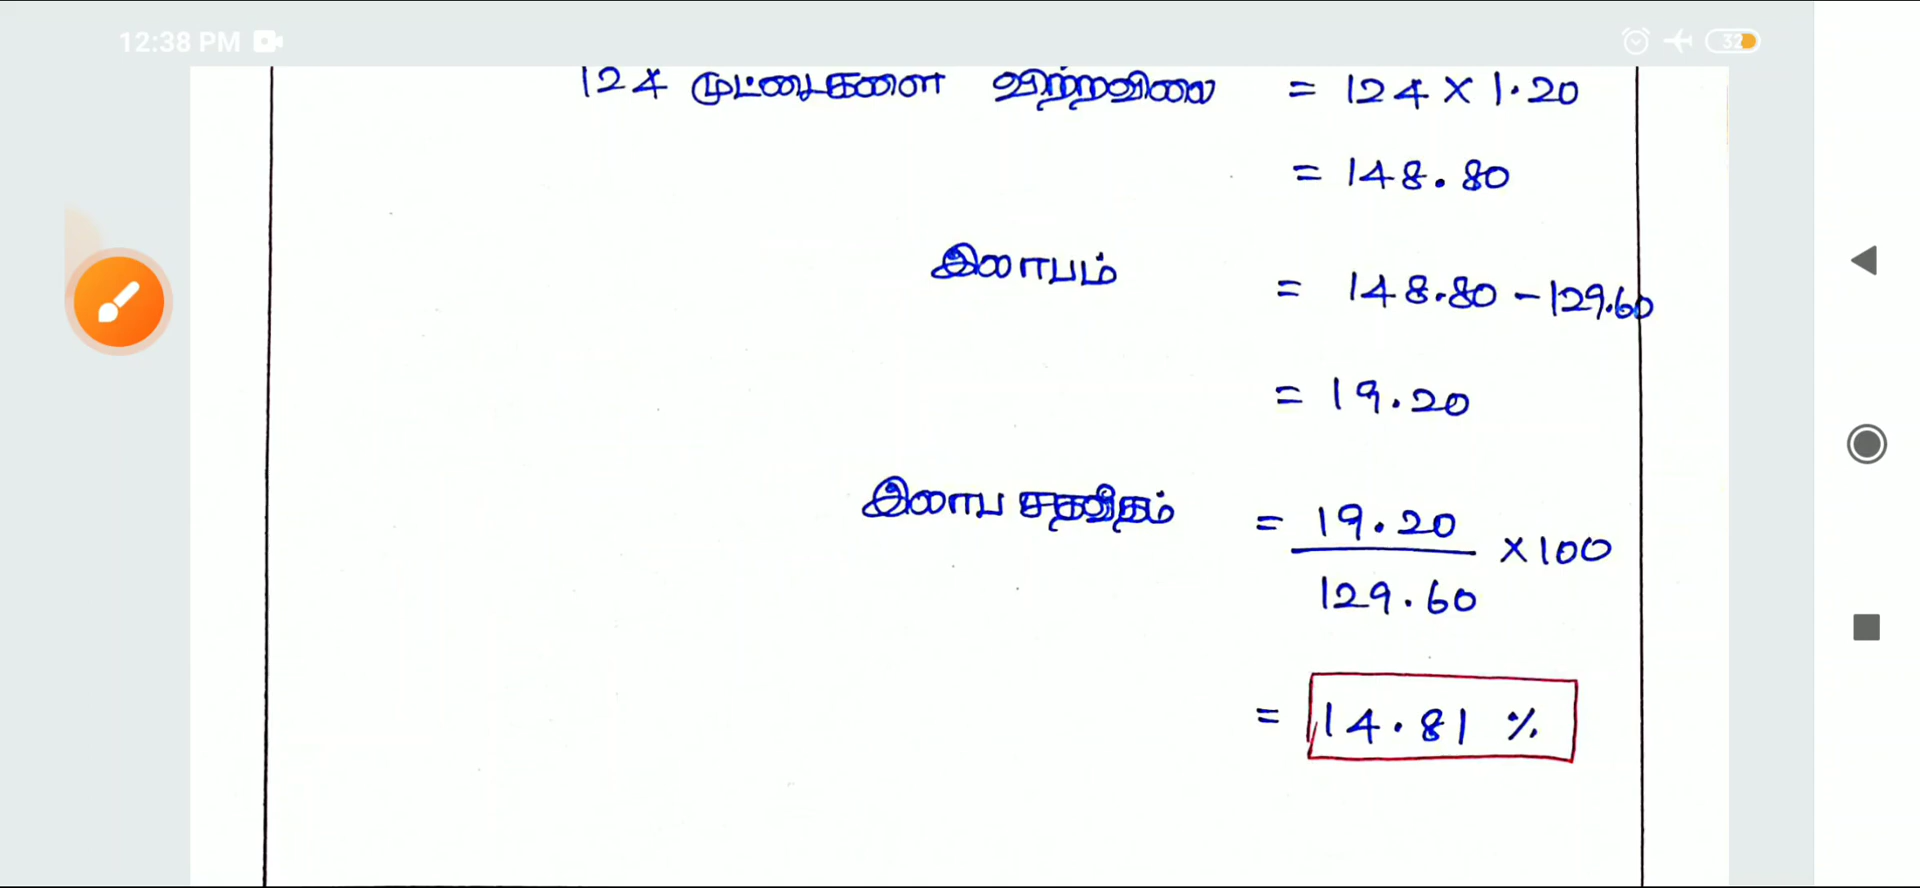 12:38 PM
32
124 முட்டைகளை விற்றவிலை = 124 × 1.20
= 148.80
இலாபம் = 148.80 - 129.60
= 19.20
இலாப சதவீதம் = 19.20 / 129.60 × 100
= 14.81 %